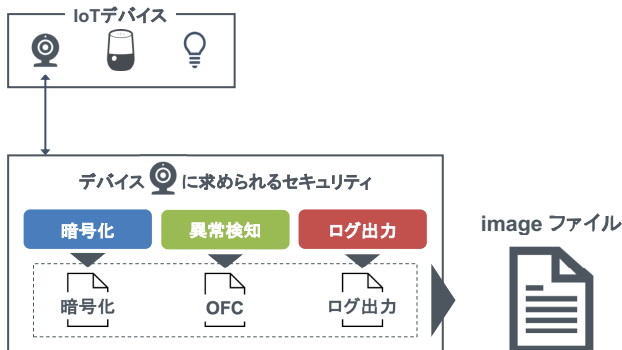 IoTデバイス
デバイス に求められるセキュリティ
暗号化
異常検知
ログ出力
image ファイル
暗号化
OFC
ログ出力